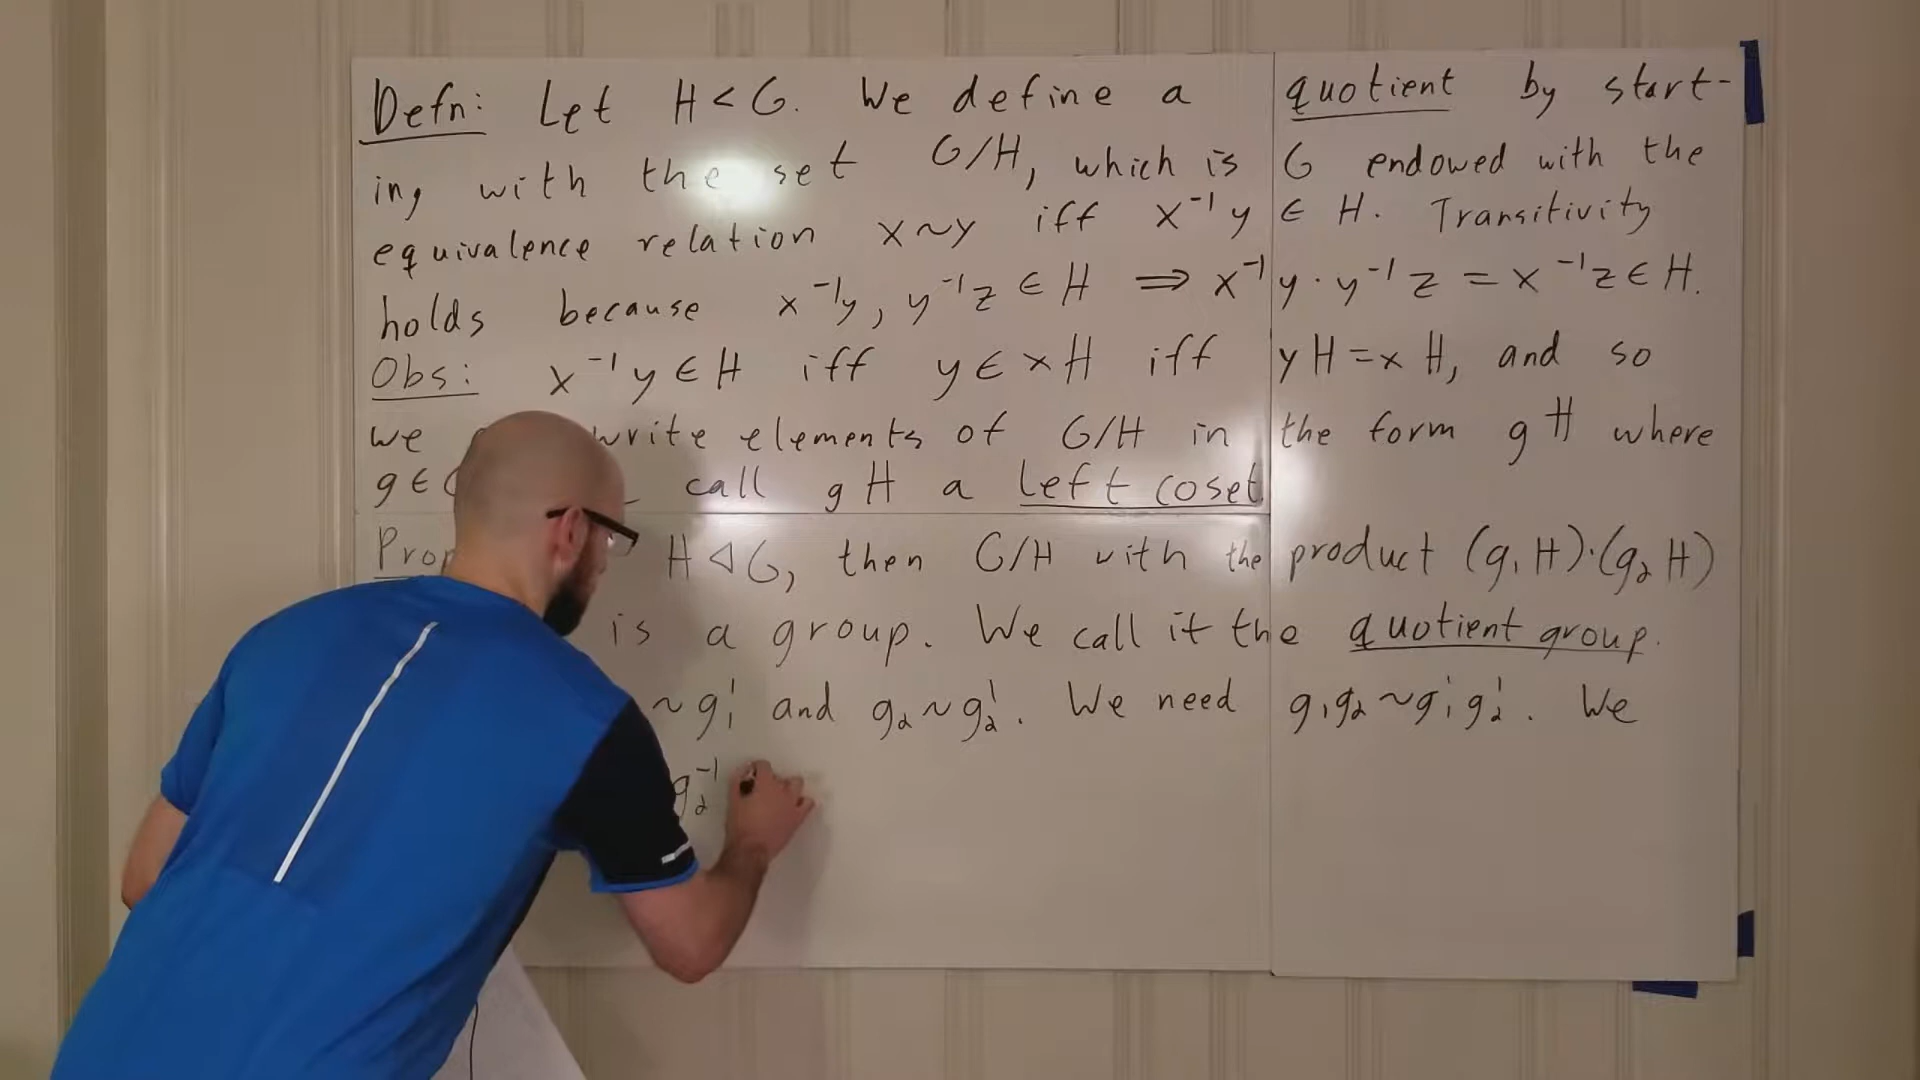 Defn: Let H < G. We define a quotient by start-
ing with the set G/H, which is G endowed with the
equivalence relation x~y iff x⁻¹y ∈ H. Transitivity
holds because x⁻¹y, y⁻¹z ∈ H ⟹ x⁻¹y · y⁻¹z = x⁻¹z ∈ H.
Obs: x⁻¹y ∈ H iff y ∈ xH iff yH = xH, and so
we write elements of G/H in the form gH where
g ∈ call gH a left coset
H ◁ G, then G/H with the product (g₁H)·(g₂H)
is a group. We call it the quotient group.
~ g₁' and g₂ ~ g₂'. We need g₁g₂ ~ g₁'g₂'. We
g₂⁻¹